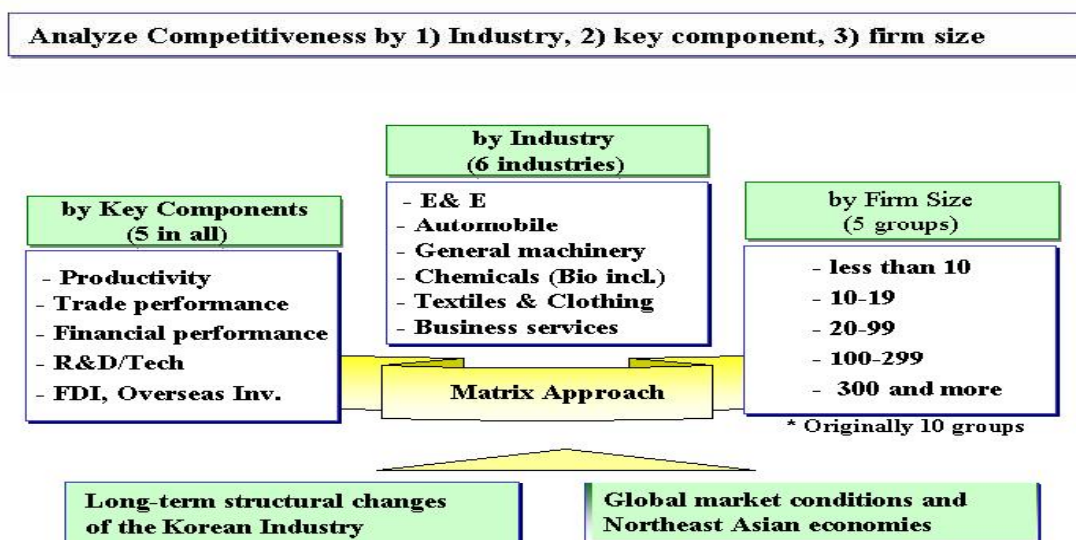 Analyze Competitiveness by 1) Industry, 2) key component, 3) firm size
by Industry
(6 industries)
- E& E
- Automobile
- General machinery
- Chemicals (Bio incl.)
- Textiles & Clothing
- Business services
by Key Components
(5 in all)
- Productivity
- Trade performance
- Financial performance
- R&D/Tech
- FDI, Overseas Inv.
by Firm Size
(5 groups)
- less than 10
- 10-19
- 20-99
- 100-299
- 300 and more
* Originally 10 groups
Matrix Approach
Long-term structural changes
of the Korean Industry
Global market conditions and
Northeast Asian economies